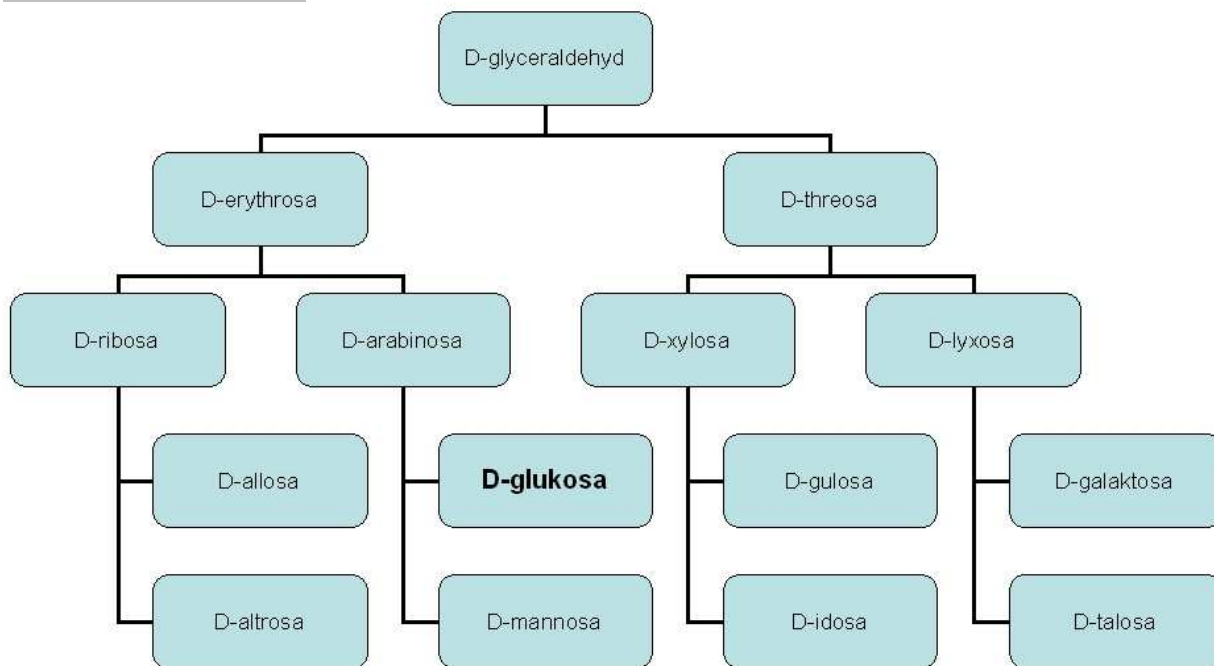 D-glyceraldehyd
D-erythrosa
D-threosa
D-ribosa
D-arabinosa
D-xylosa
D-lyxosa
D-allosa
D-glukosa
D-gulosa
D-galaktosa
D-altrosa
D-mannosa
D-idosa
D-talosa